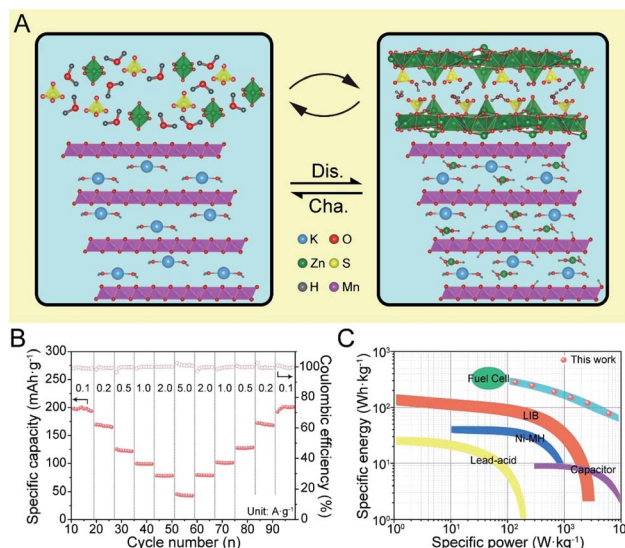 A
Dis.
Cha.
K
O
Zn
S
H
Mn
B
Specific capacity (mAh·g⁻¹)
300
250
200
150
100
50
0
0.1
0.2
0.5
1.0
2.0
5.0
2.0
1.0
0.5
0.2
0.1
Unit: A·g⁻¹
100
80
60
40
20
0
Coulombic efficiency (%)
10
20
30
40
50
60
70
80
90
Cycle number (n)
C
Specific energy (Wh·kg⁻¹)
10³
10²
10¹
10⁰
This work
Fuel Cell
LIB
Ni-MH
Lead-acid
Capacitor
10⁰
10¹
10²
10³
10⁴
Specific power (W·kg⁻¹)